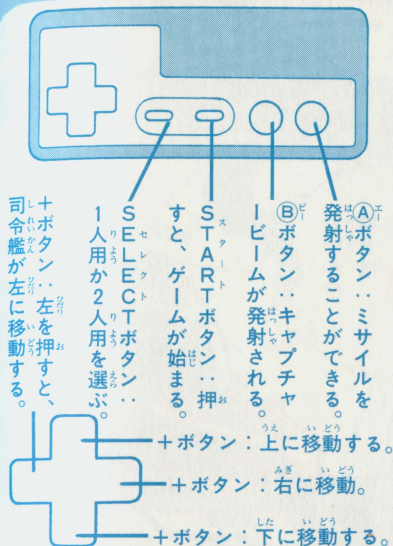 Ⓐボタン：ミサイルを
発射することができる。
Ⓑボタン：キャプチャ
ービームが発射される。
STARTボタン：押
すと、ゲームが始まる。
SELECTボタン：
1人用か2人用を選ぶ。
＋ボタン：左を押すと、
司令艦が左に移動する。
＋ボタン：上に移動する。
＋ボタン：右に移動。
＋ボタン：下に移動する。